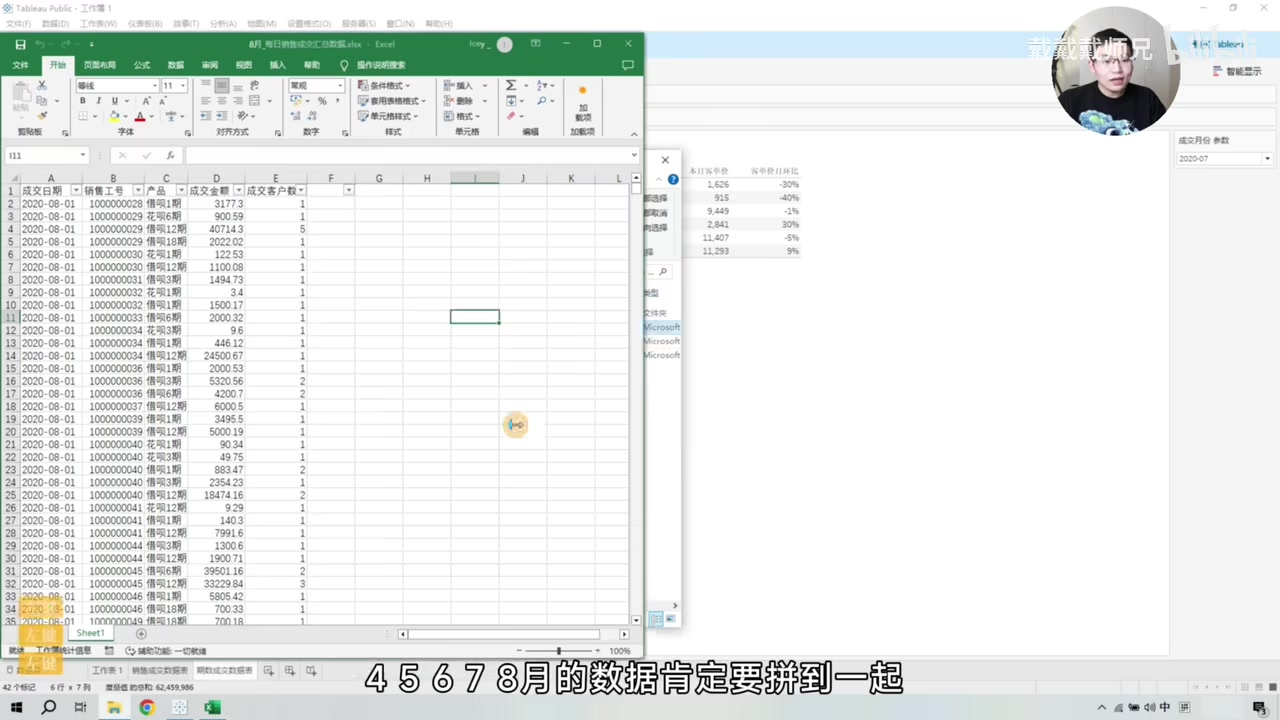 Tableau Public - 工作簿 1
文件(F) 数据(D) 工作表(W) 仪表板(B) 故事(T) 分析(A) 地图(M) 设置格式(O) 服务器(S) 窗口(N) 帮助(H)
8月_每日销售成交汇总数据.xlsx - Excel
Icey
文件 开始 页面布局 公式 数据 审阅 视图 插入 帮助 操作说明搜索
戴戴戴师兄
智能显示
等线 11 常规 条件格式 插入
粘贴 套用表格格式 删除 加载项
单元格样式 格式
剪贴板 字体 对齐方式 数字 样式 单元格 编辑 加载项
I11 fx
成交月份 参数
2020-07
本月客单价 客单价月环比
1,626 -30%
915 -40%
9,449 -1%
2,841 30%
11,407 -5%
11,293 9%
类型
文件夹
Microsoft
Microsoft
Microsoft
A B C D E F G H I J K L
1 成交日期 销售工号 产品 成交金额 成交客户数
2 2020-08-01 1000000028 借呗1期 3177.3 1
3 2020-08-01 1000000029 花呗6期 900.59 1
4 2020-08-01 1000000029 借呗12期 40714.3 5
5 2020-08-01 1000000029 借呗18期 2022.02 1
6 2020-08-01 1000000030 花呗1期 122.53 1
7 2020-08-01 1000000030 借呗12期 1100.08 1
8 2020-08-01 1000000031 借呗3期 1494.73 1
9 2020-08-01 1000000032 花呗1期 3.4 1
10 2020-08-01 1000000032 借呗1期 1500.17 1
11 2020-08-01 1000000033 借呗6期 2000.32 1
12 2020-08-01 1000000034 花呗3期 9.6 1
13 2020-08-01 1000000034 借呗1期 446.12 1
14 2020-08-01 1000000034 借呗12期 24500.67 1
15 2020-08-01 1000000036 借呗1期 2000.53 1
16 2020-08-01 1000000036 借呗3期 5320.56 2
17 2020-08-01 1000000036 借呗6期 4200.7 2
18 2020-08-01 1000000037 借呗12期 6000.5 1
19 2020-08-01 1000000039 借呗1期 3495.5 1
20 2020-08-01 1000000039 借呗12期 5000.19 1
21 2020-08-01 1000000040 花呗1期 90.34 1
22 2020-08-01 1000000040 花呗3期 49.75 1
23 2020-08-01 1000000040 借呗1期 883.47 2
24 2020-08-01 1000000040 借呗3期 2354.23 1
25 2020-08-01 1000000040 借呗12期 18474.16 2
26 2020-08-01 1000000041 花呗12期 9.29 1
27 2020-08-01 1000000041 借呗1期 140.3 1
28 2020-08-01 1000000041 借呗12期 7991.6 1
29 2020-08-01 1000000044 借呗3期 1300.6 1
30 2020-08-01 1000000044 借呗12期 1900.71 1
31 2020-08-01 1000000045 借呗6期 39501.16 2
32 2020-08-01 1000000045 借呗12期 33229.84 3
33 2020-08-01 1000000046 借呗1期 5805.42 1
34 2020-08-01 1000000046 借呗18期 700.33 1
35 2020-08-01 1000000049 借呗18期 700.18 1
左键
左键
Sheet1
就绪 工作簿统计信息 辅助功能: 一切就绪 100%
工作表 1 销售成交数据表 期数成交数据表
4 5 6 7 8月的数据肯定要拼到一起
42 个标记 6 行 x 7 列 度量值 的总和: 62,459,986
中 拼